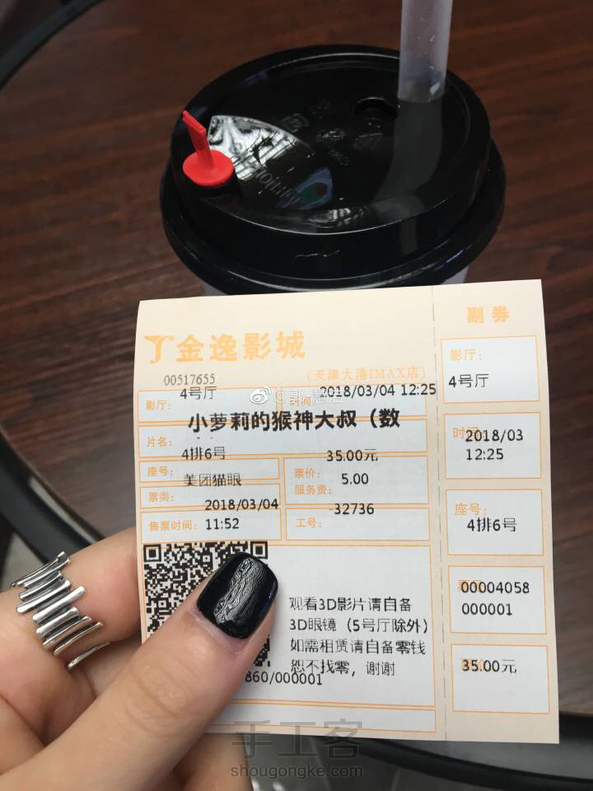 金逸影城
(天津大港IMAX店)
00517655
影厅: 4号厅 时间: 2018/03/04 12:25
片名: 小萝莉的猴神大叔（数
座号: 4排6号 票价: 35.00元
票类: 美团猫眼 服务费: 5.00
售票时间: 2018/03/04 11:52 工号: -32736
观看3D影片请自备
3D眼镜（5号厅除外）
如需租赁请自备零钱
恕不找零，谢谢
860/000001
副券
影厅:
4号厅
时间:
2018/03
12:25
座号:
4排6号
00004058
000001
35.00元
手工客
shougongke.com